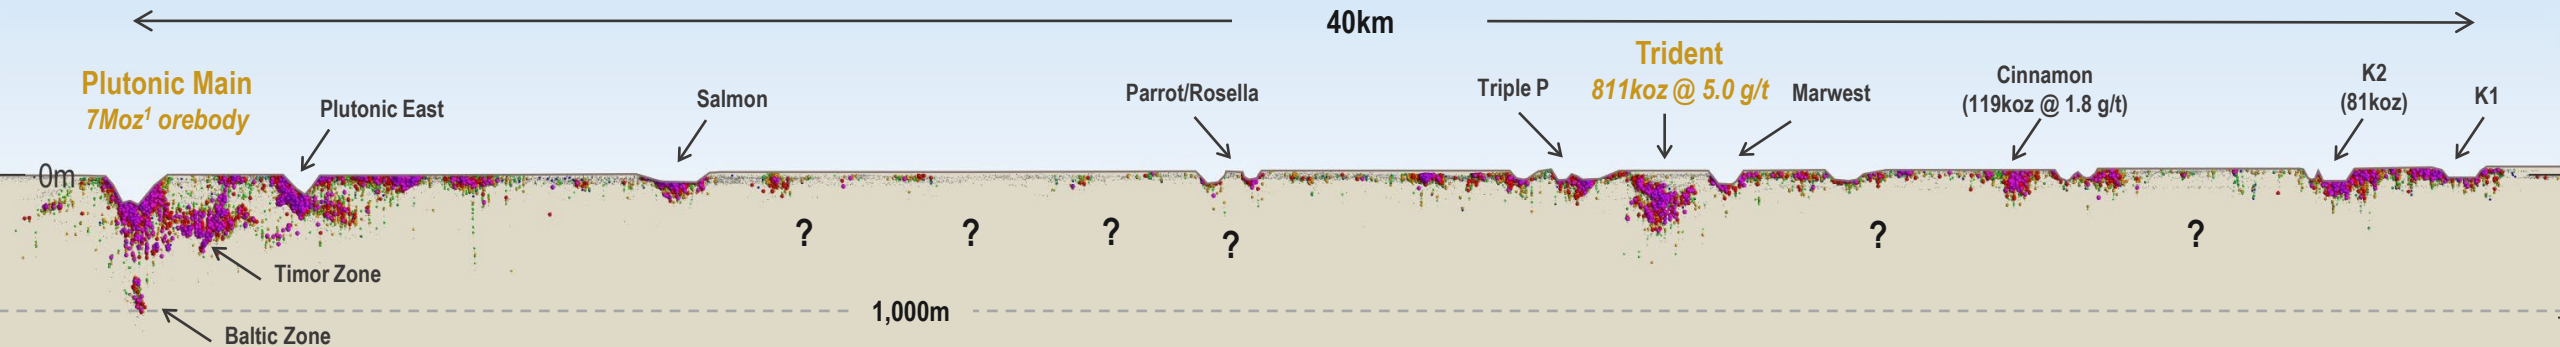 40km
Plutonic Main
7Moz¹ orebody
Plutonic East
Salmon
Parrot/Rosella
Triple P
Trident
811koz @ 5.0 g/t
Marwest
Cinnamon
(119koz @ 1.8 g/t)
K2
(81koz)
K1
0m
?
?
?
?
?
?
Timor Zone
1,000m
Baltic Zone